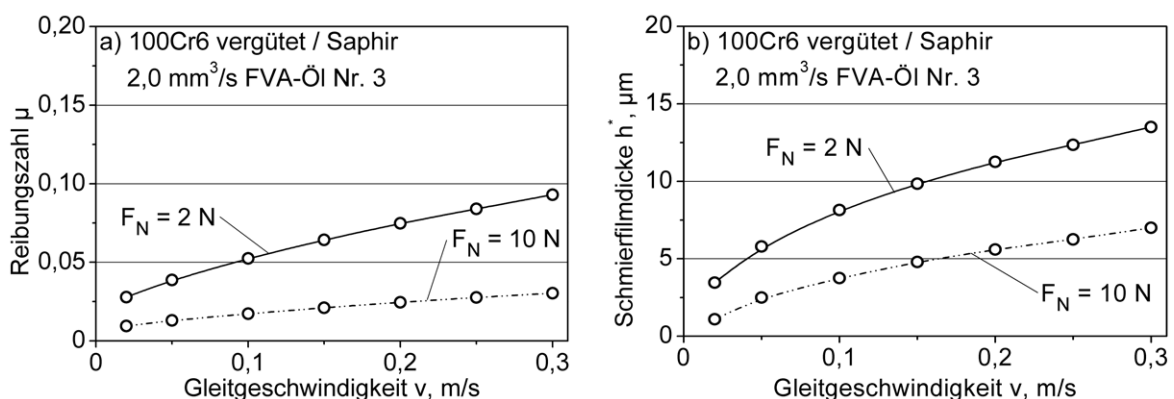 0,20
a) 100Cr6 vergütet / Saphir
2,0 mm³/s FVA-Öl Nr. 3
0,15
0,10
0,05
0
F_N = 2 N
F_N = 10 N
0
0,1
0,2
0,3
Reibungszahl µ
Gleitgeschwindigkeit v, m/s
20
b) 100Cr6 vergütet / Saphir
2,0 mm³/s FVA-Öl Nr. 3
15
10
5
0
F_N = 2 N
F_N = 10 N
0
0,1
0,2
0,3
Schmierfilmdicke h*, µm
Gleitgeschwindigkeit v, m/s